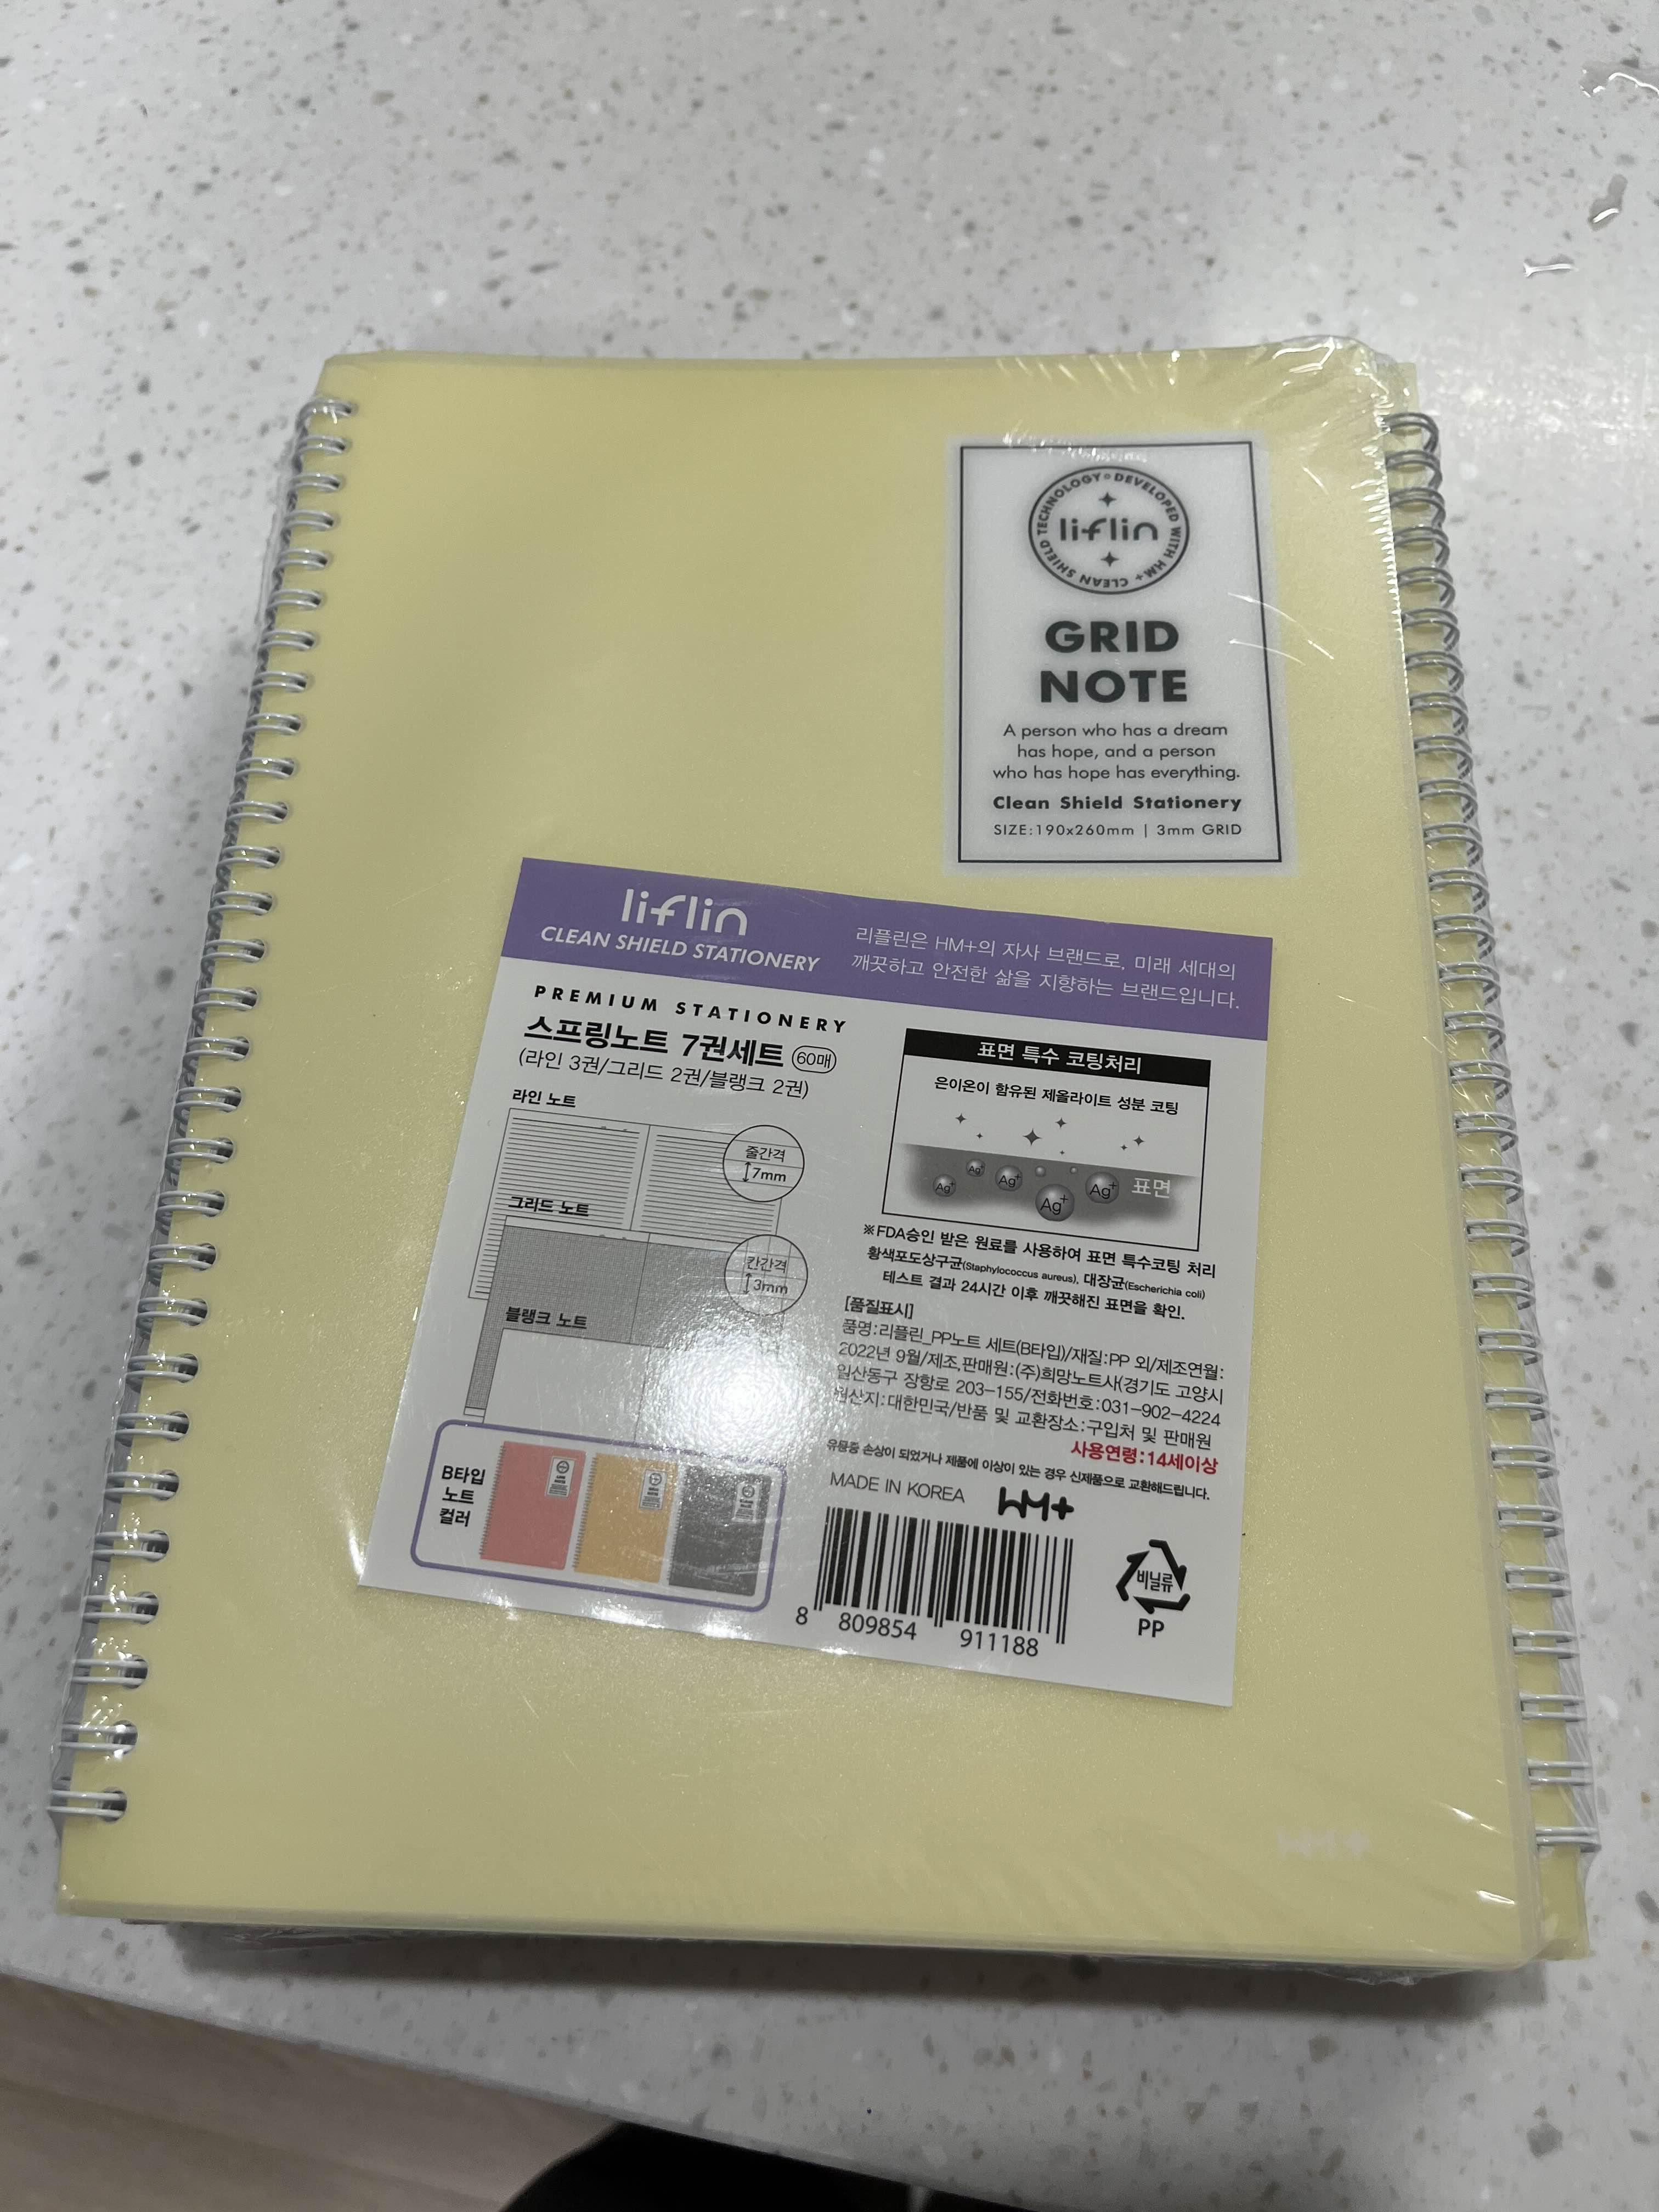 CLEAN SHIELD TECHNOLOGY DEVELOPED WITH HM+
liflin
GRID
NOTE
A person who has a dream
has hope, and a person
who has hope has everything.
Clean Shield Stationery
SIZE:190x260mm | 3mm GRID
liflin
CLEAN SHIELD STATIONERY
리플린은 HM+의 자사 브랜드로, 미래 세대의
깨끗하고 안전한 삶을 지향하는 브랜드입니다.
PREMIUM STATIONERY
스프링노트 7권세트 60매
(라인 3권/그리드 2권/블랭크 2권)
라인 노트
줄간격
7mm
그리드 노트
칸간격
3mm
블랭크 노트
B타입
노트
컬러
표면 특수 코팅처리
은이온이 함유된 제올라이트 성분 코팅
Ag+ Ag+ Ag+ Ag+ Ag+ 표면
※FDA승인 받은 원료를 사용하여 표면 특수코팅 처리
황색포도상구균(Staphylococcus aureus), 대장균(Escherichia coli)
테스트 결과 24시간 이후 깨끗해진 표면을 확인.
[품질표시]
품명:리플린_PP노트 세트(B타입)/재질:PP 외/제조연월:
2022년 9월/제조,판매원:(주)희망노트사(경기도 고양시
일산동구 장항로 203-155/전화번호:031-902-4224
원산지:대한민국/반품 및 교환장소:구입처 및 판매원
사용연령:14세이상
유통중 손상이 되었거나 제품에 이상이 있는 경우 신제품으로 교환해드립니다.
MADE IN KOREA HM+
8 809854 911188
비닐류
PP
HM+